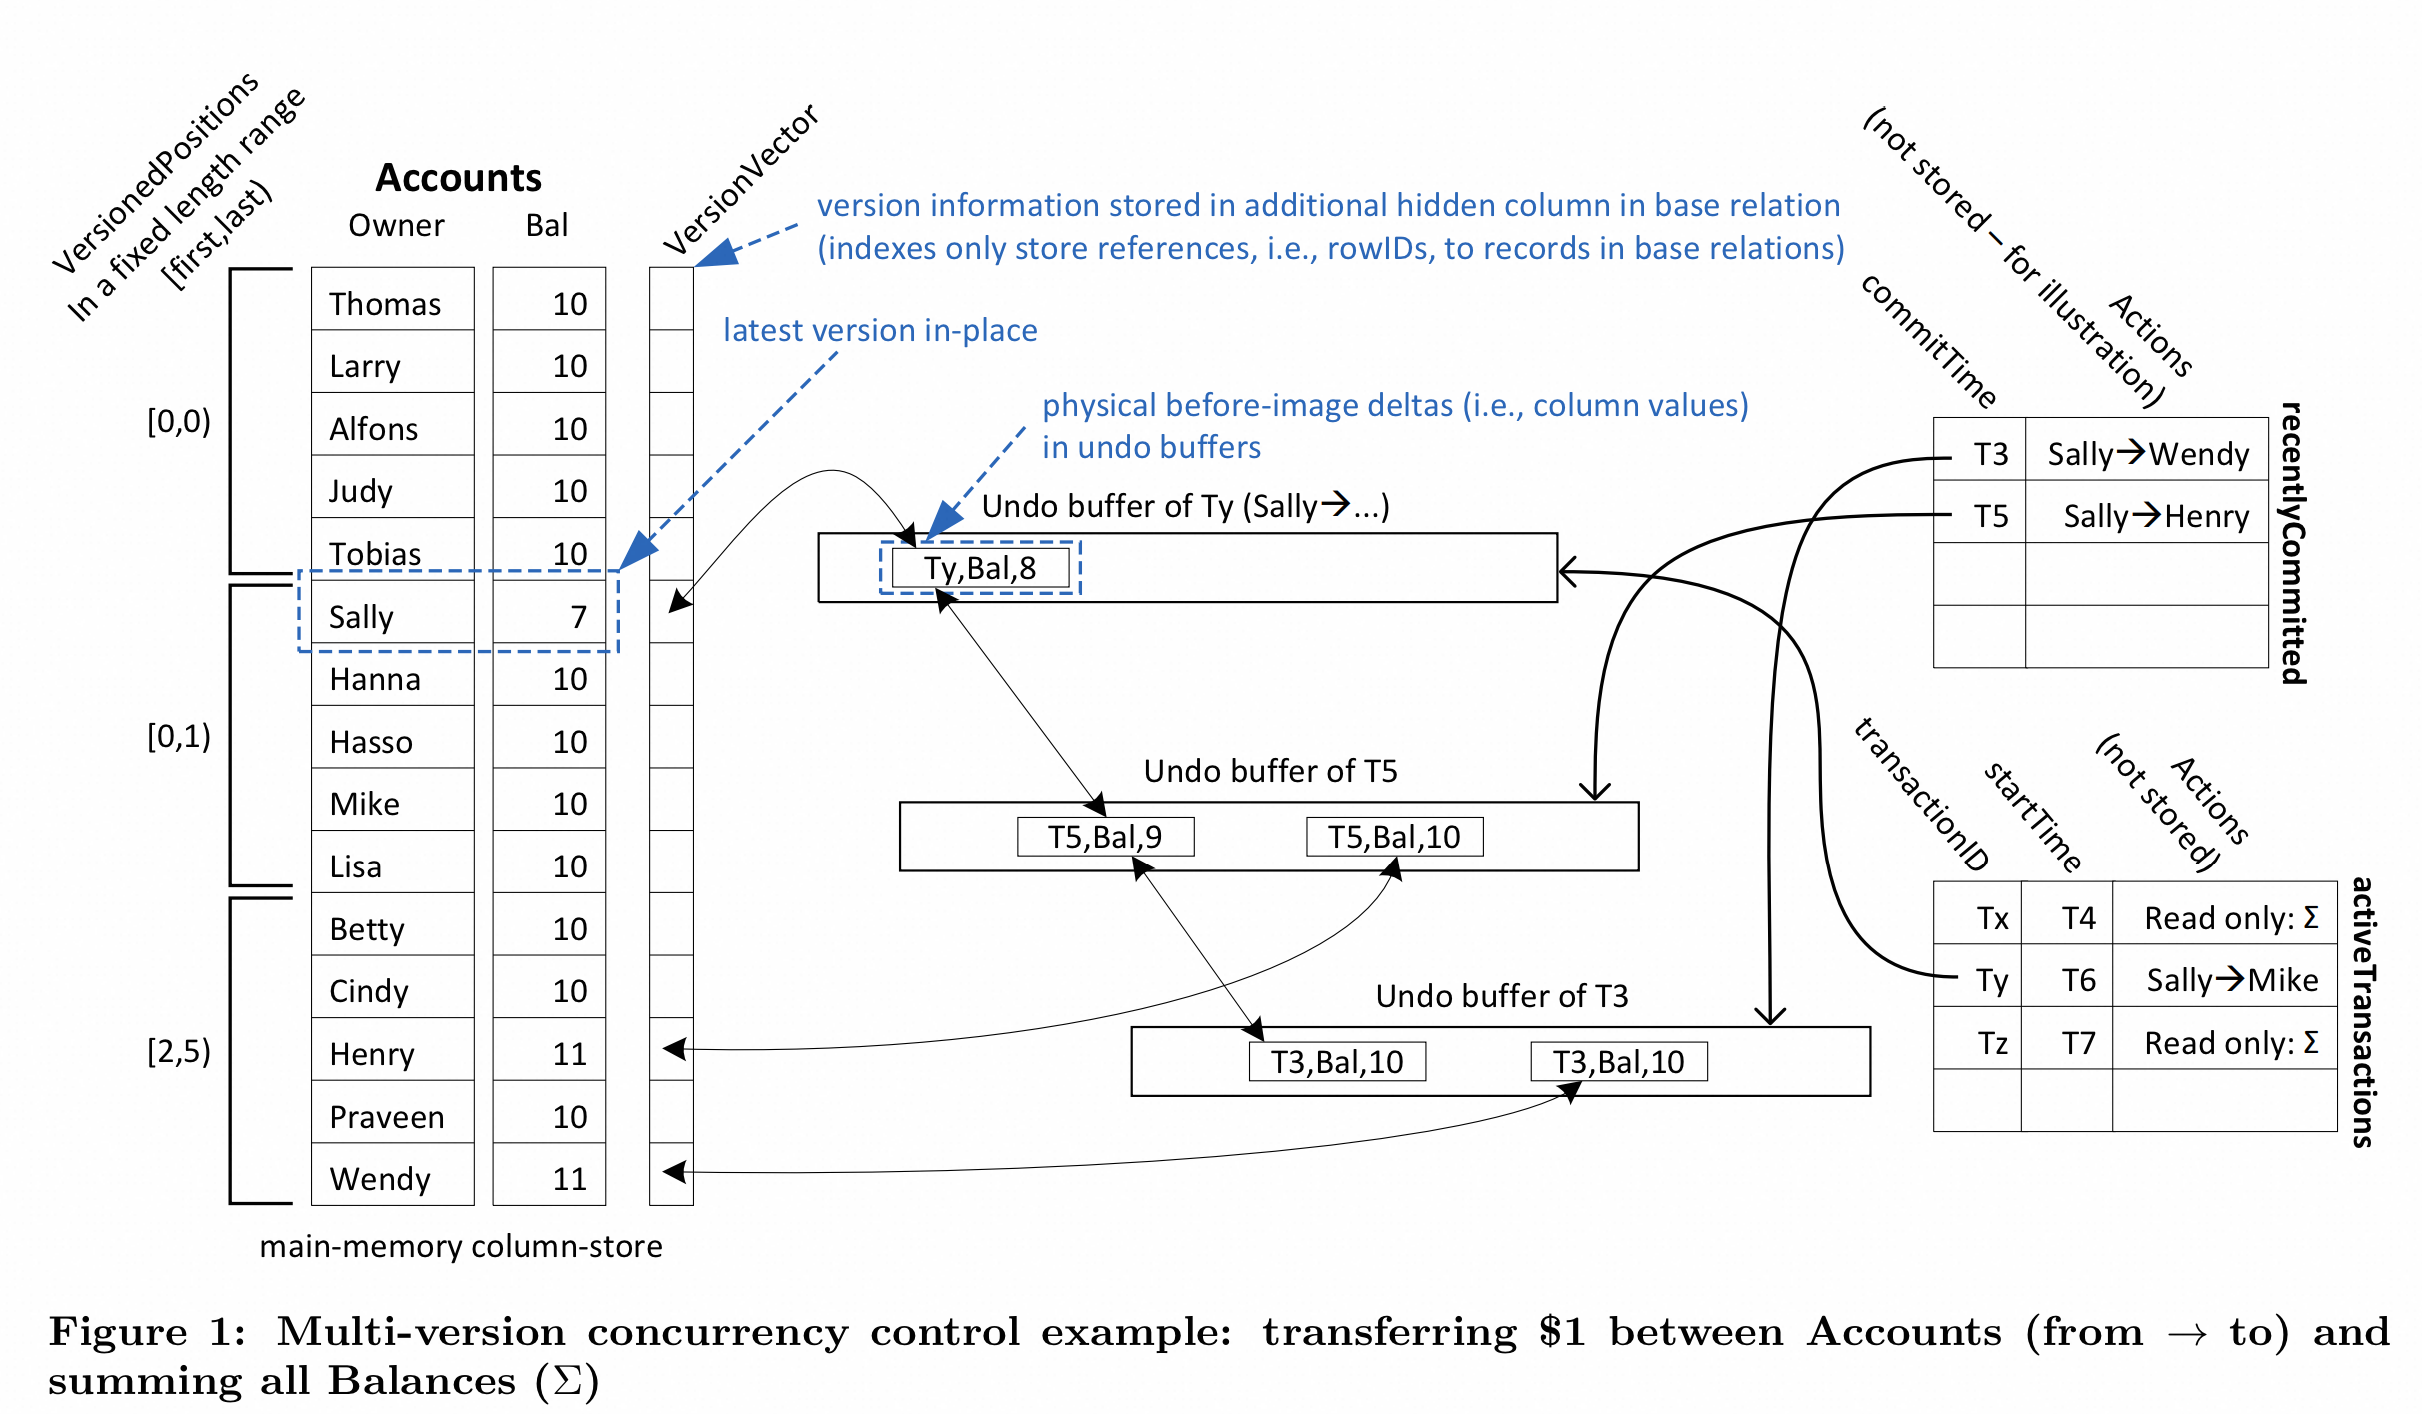 VersionedPositions
In a fixed length range
[first,last)
Accounts
Owner Bal
VersionVector
version information stored in additional hidden column in base relation
(indexes only store references, i.e., rowIDs, to records in base relations)
latest version in-place
physical before-image deltas (i.e., column values)
in undo buffers
[0,0)
[0,1)
[2,5)
Thomas 10
Larry 10
Alfons 10
Judy 10
Tobias 10
Sally 7
Hanna 10
Hasso 10
Mike 10
Lisa 10
Betty 10
Cindy 10
Henry 11
Praveen 10
Wendy 11
main-memory column-store
Undo buffer of Ty (Sally→...)
Ty,Bal,8
Undo buffer of T5
T5,Bal,9 T5,Bal,10
Undo buffer of T3
T3,Bal,10 T3,Bal,10
commitTime
Actions
(not stored – for illustration)
T3 Sally→Wendy
T5 Sally→Henry
recentlyCommitted
transactionID
startTime
Actions
(not stored)
Tx T4 Read only: Σ
Ty T6 Sally→Mike
Tz T7 Read only: Σ
activeTransactions
Figure 1: Multi-version concurrency control example: transferring $1 between Accounts (from → to) and
summing all Balances (Σ)